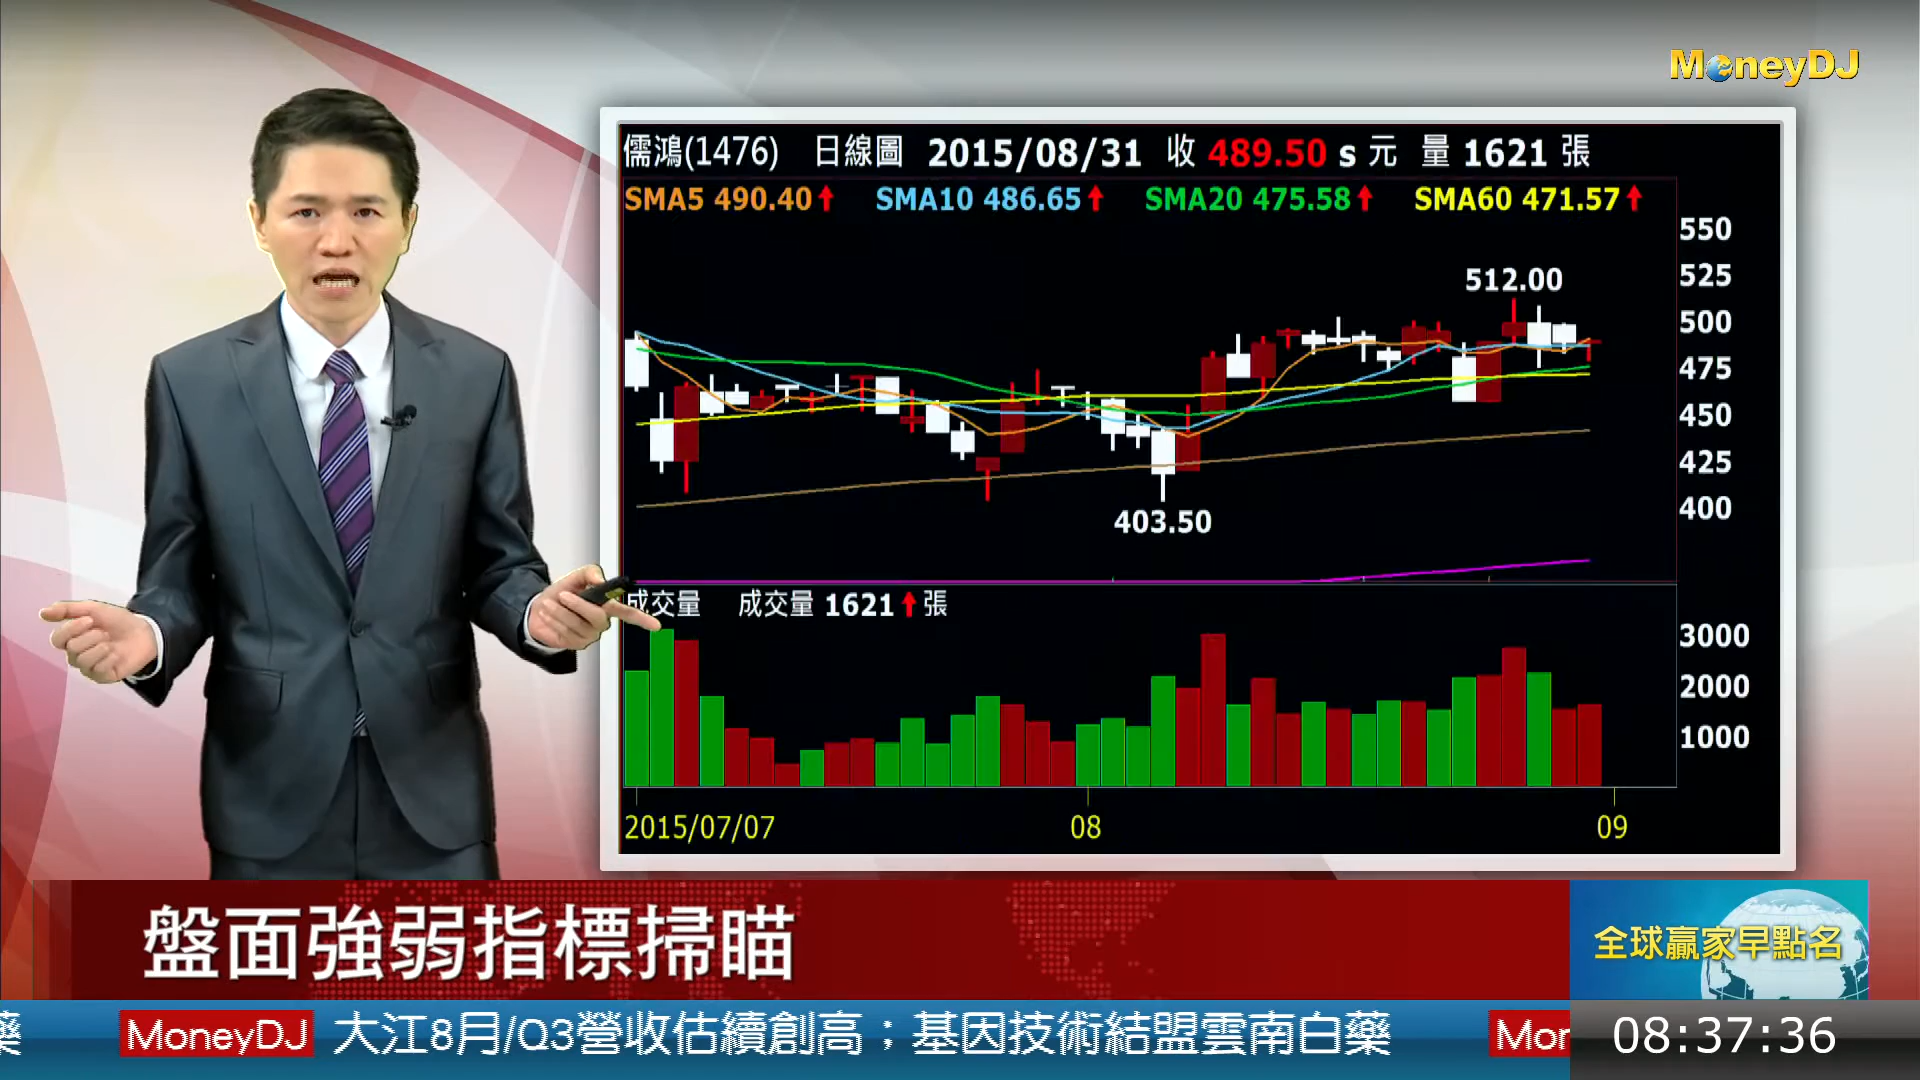 MoneyDJ
儒鴻(1476) 日線圖 2015/08/31 收 489.50 s 元 量 1621 張
SMA5 490.40↑ SMA10 486.65↑ SMA20 475.58↑ SMA60 471.57↑
550
525
512.00
500
475
450
425
403.50
400
成交量 成交量 1621↑張
3000
2000
1000
2015/07/07 08 09
盤面強弱指標掃瞄
全球贏家早點名
藥 MoneyDJ 大江8月/Q3營收估續創高；基因技術結盟雲南白藥 Mon
08:37:36